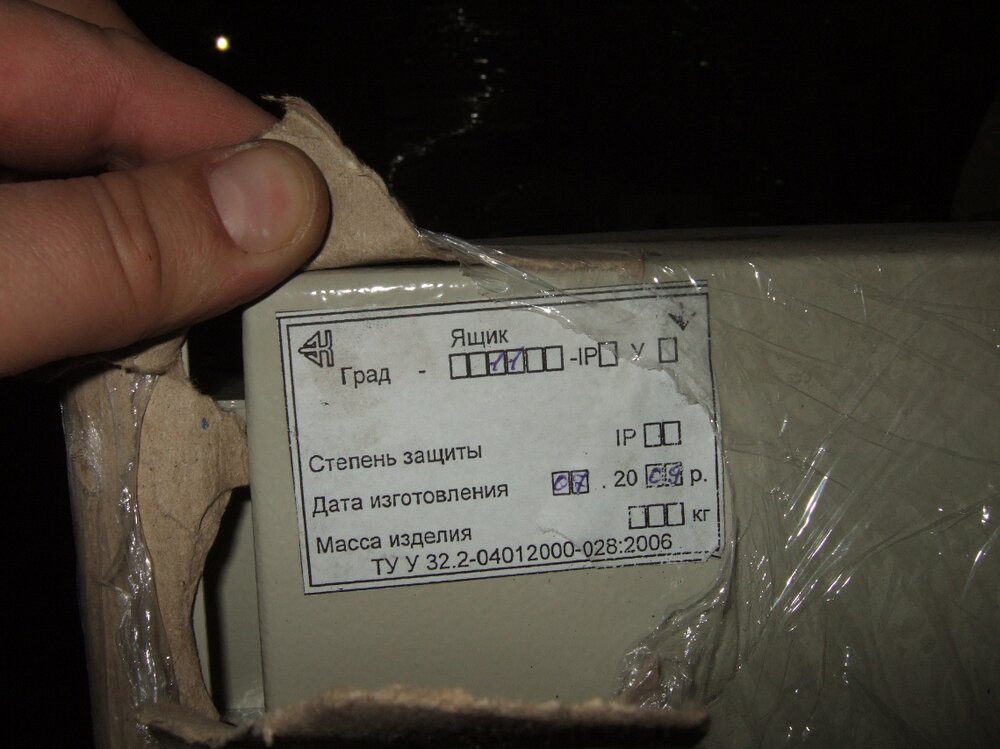 Ящик
Град - 11 -IP У
Степень защиты IP
Дата изготовления 07 . 20 09 р.
Масса изделия кг
ТУ У 32.2-04012000-028:2006